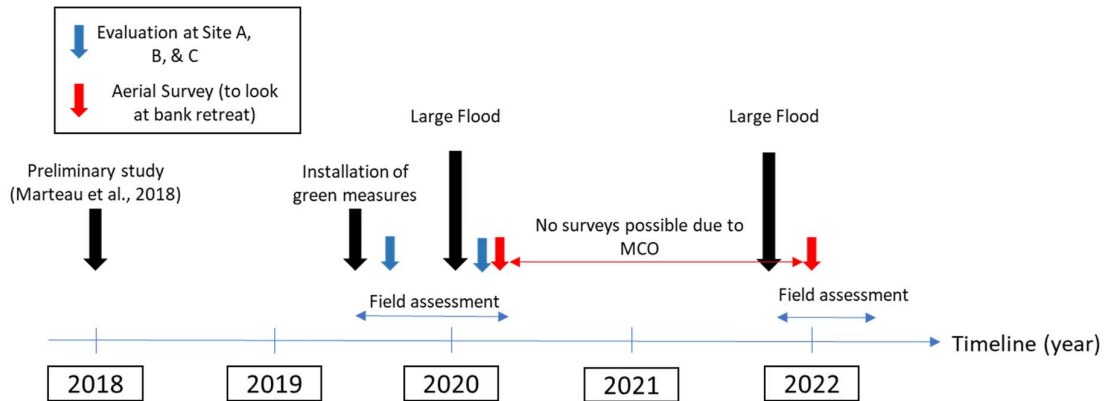 Evaluation at Site A,
B, & C
Aerial Survey (to look
at bank retreat)
Large Flood
Large Flood
Preliminary study
(Marteau et al., 2018)
Installation of
green measures
No surveys possible due to
MCO
Field assessment
Field assessment
Timeline (year)
2018
2019
2020
2021
2022